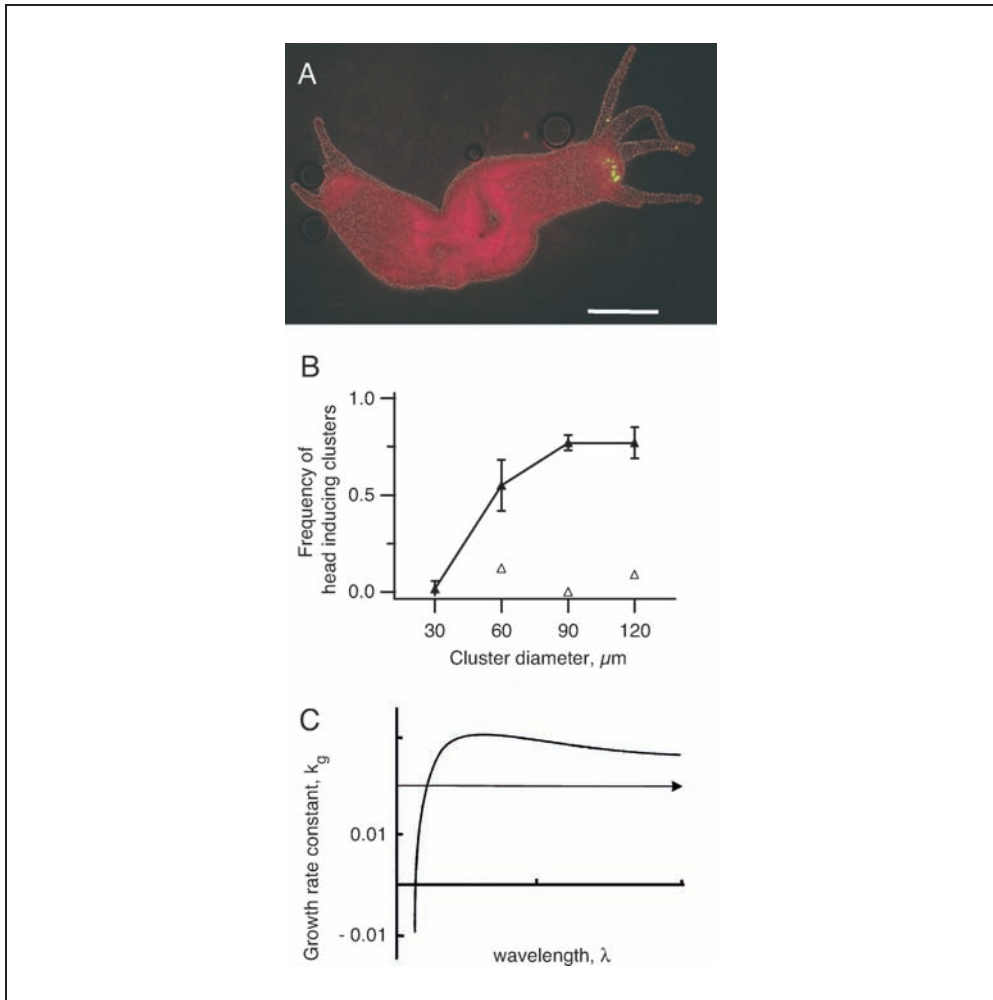 A
B
1.0
0.5
0.0
Frequency of
head inducing clusters
30 60 90 120
Cluster diameter, µm
C
Growth rate constant, kg
0.01
- 0.01
wavelength, λ